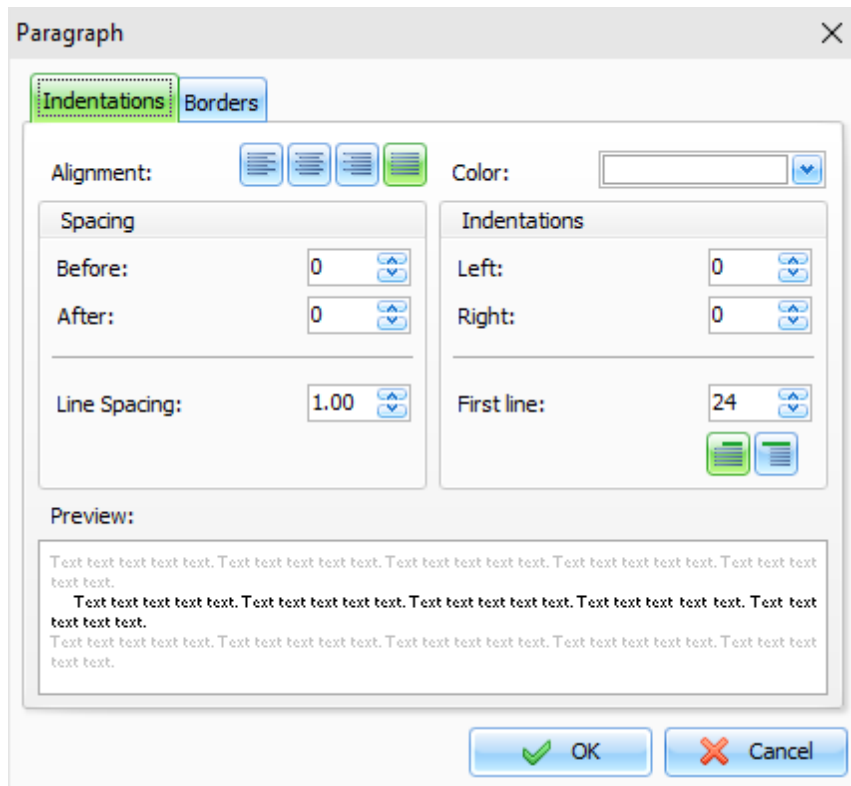 Paragraph
Indentations Borders
Alignment: Color:
Spacing Indentations
Before: 0 Left: 0
After: 0 Right: 0
Line Spacing: 1.00 First line: 24
Preview:
Text text text text text. Text text text text text. Text text text text text. Text text text text text. Text text text
text text.
Text text text text text. Text text text text text. Text text text text text. Text text text text text. Text text
text text text.
Text text text text text. Text text text text text. Text text text text text. Text text text text text. Text text text
text text.
OK Cancel